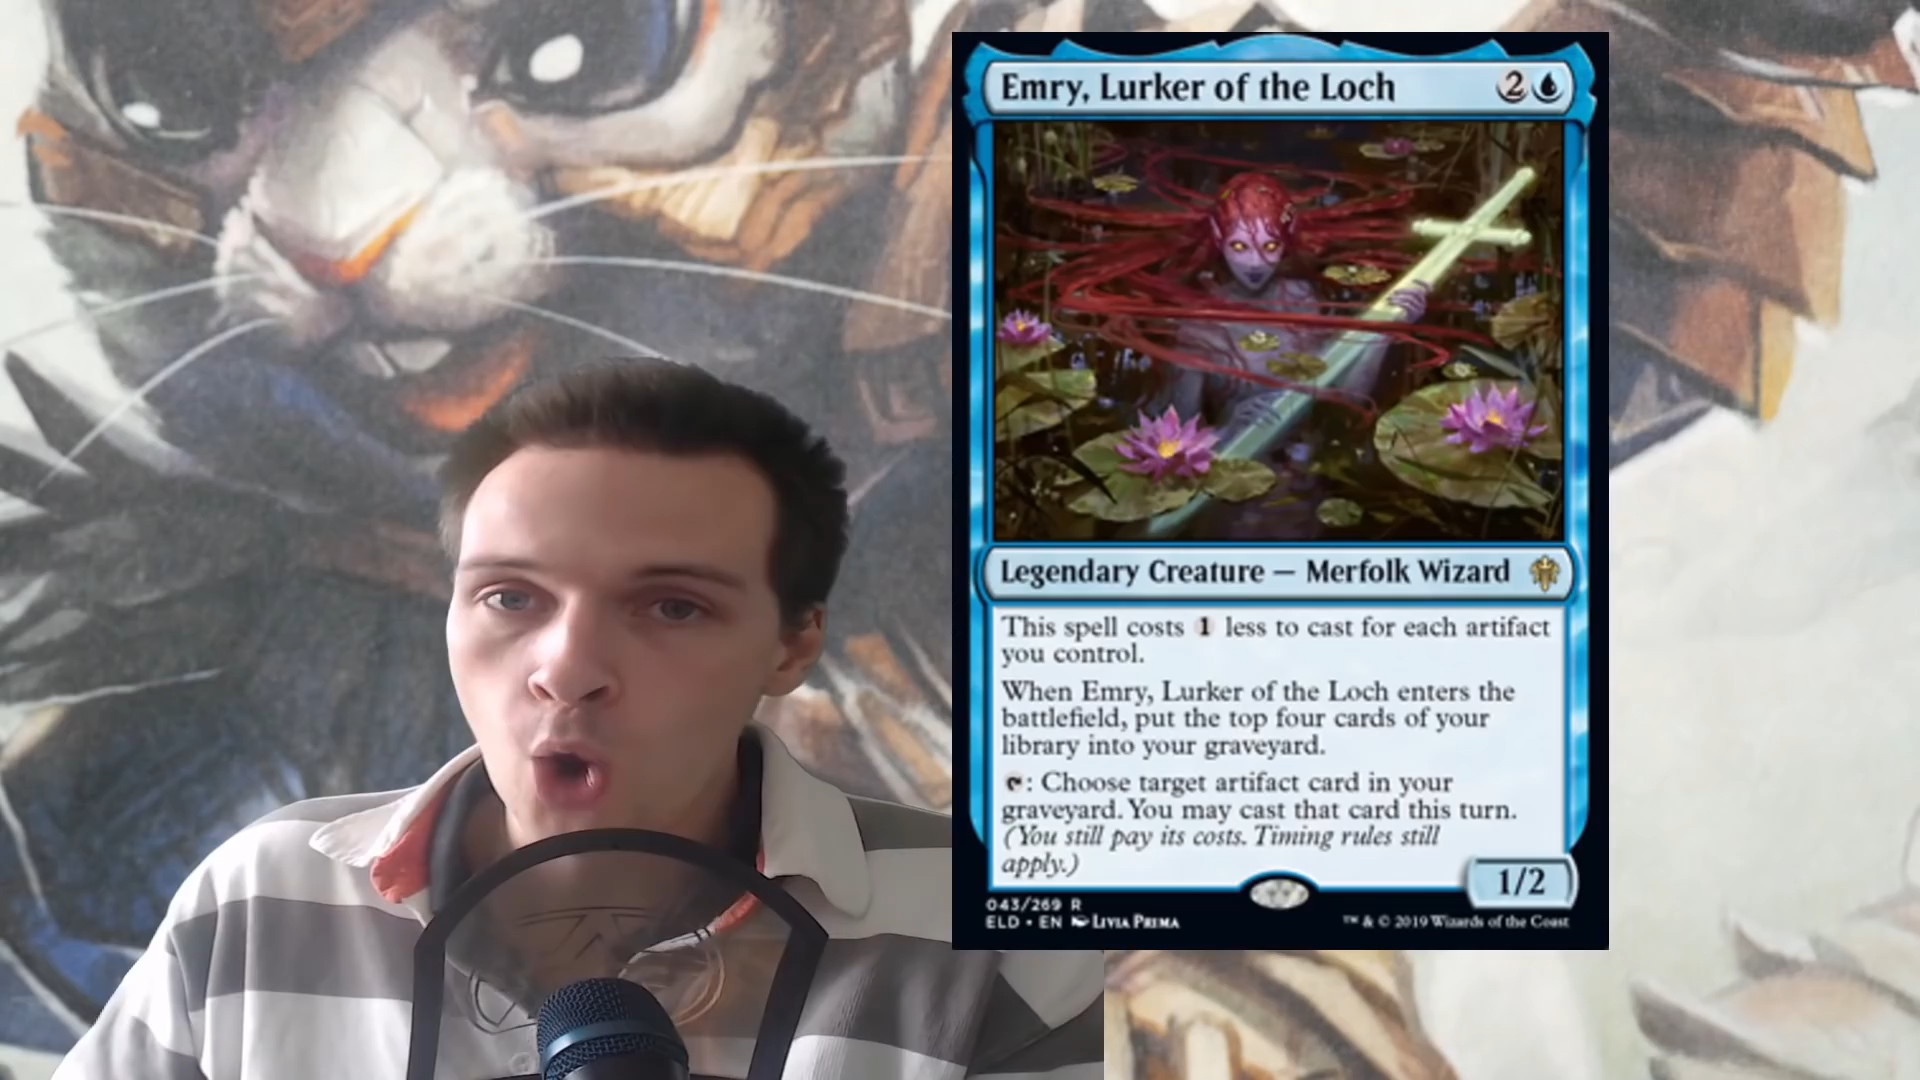 Emry, Lurker of the Loch 2
Legendary Creature — Merfolk Wizard
This spell costs 1 less to cast for each artifact
you control.
When Emry, Lurker of the Loch enters the
battlefield, put the top four cards of your
library into your graveyard.
: Choose target artifact card in your
graveyard. You may cast that card this turn.
(You still pay its costs. Timing rules still
apply.)
1/2
043/269 R
ELD • EN Livia Prima
™ & © 2019 Wizards of the Coast